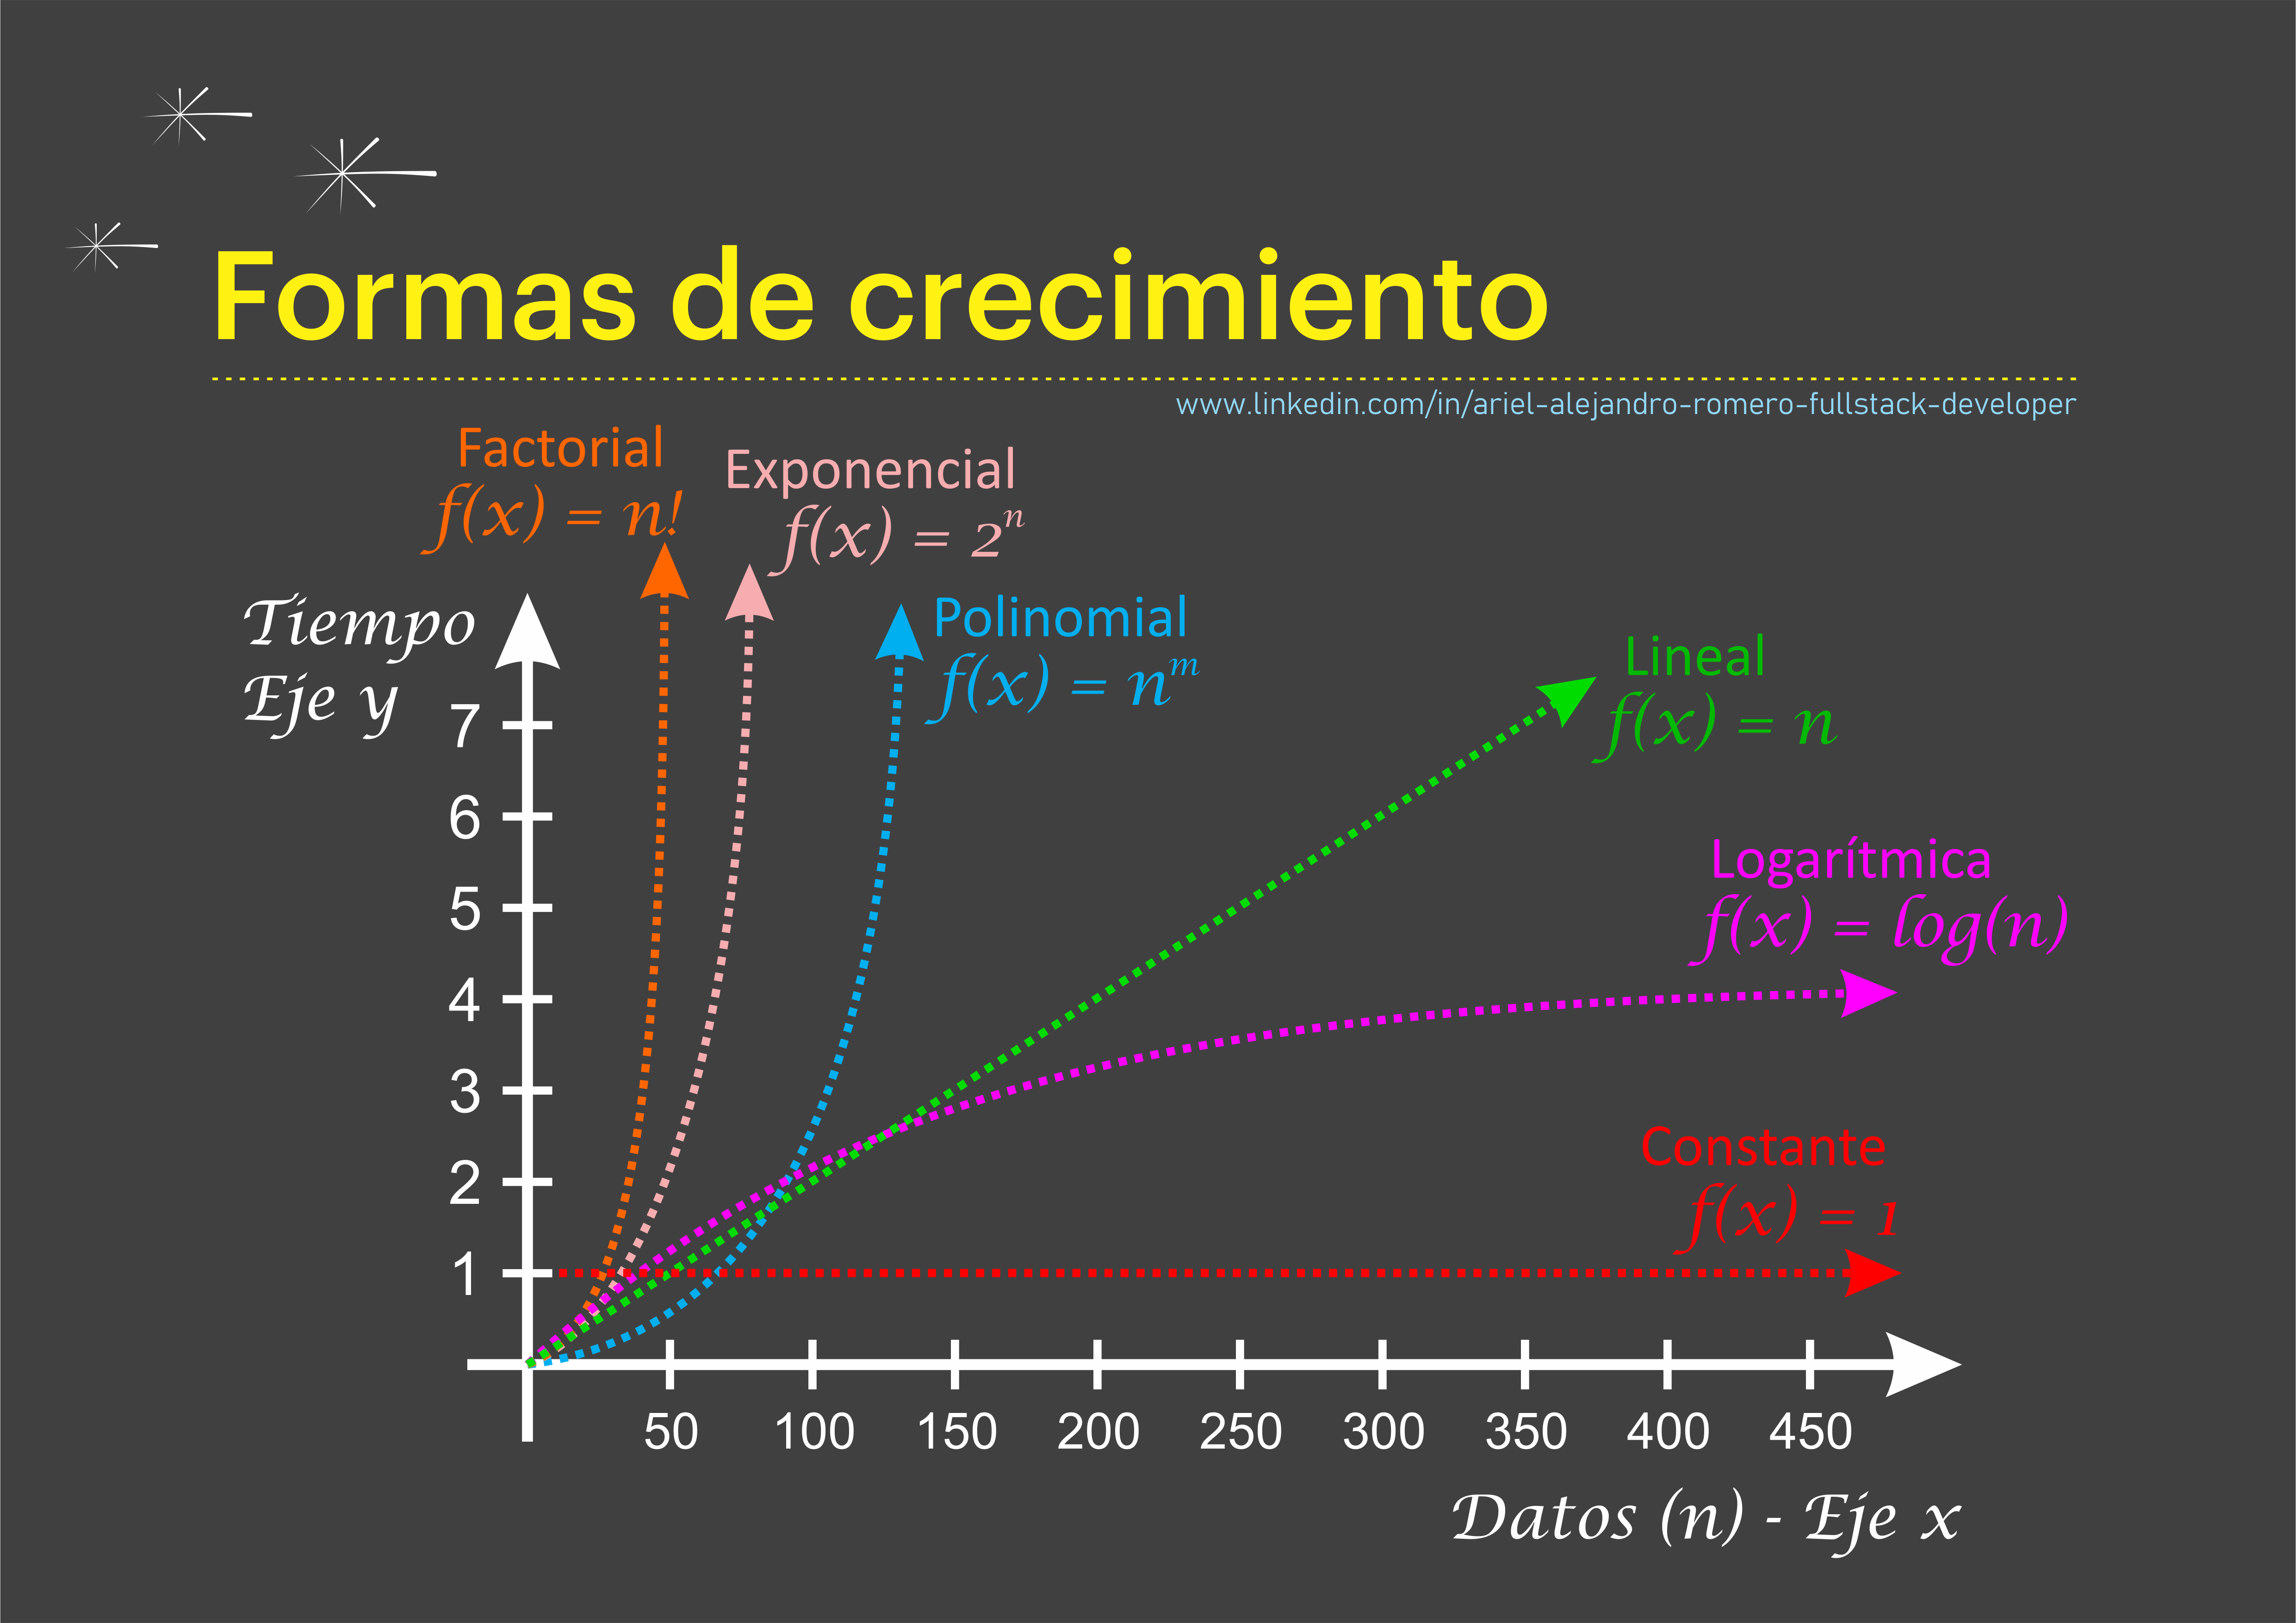 Formas de crecimiento
www.linkedin.com/in/ariel-alejandro-romero-fullstack-developer
Factorial
f(x) = n!
Exponencial
f(x) = 2ⁿ
Tiempo
Eje y
Polinomial
f(x) = nᵐ
Lineal
f(x) = n
Logarítmica
f(x) = log(n)
Constante
f(x) = 1
7
6
5
4
3
2
1
50 100 150 200 250 300 350 400 450
Datos (n) - Eje x